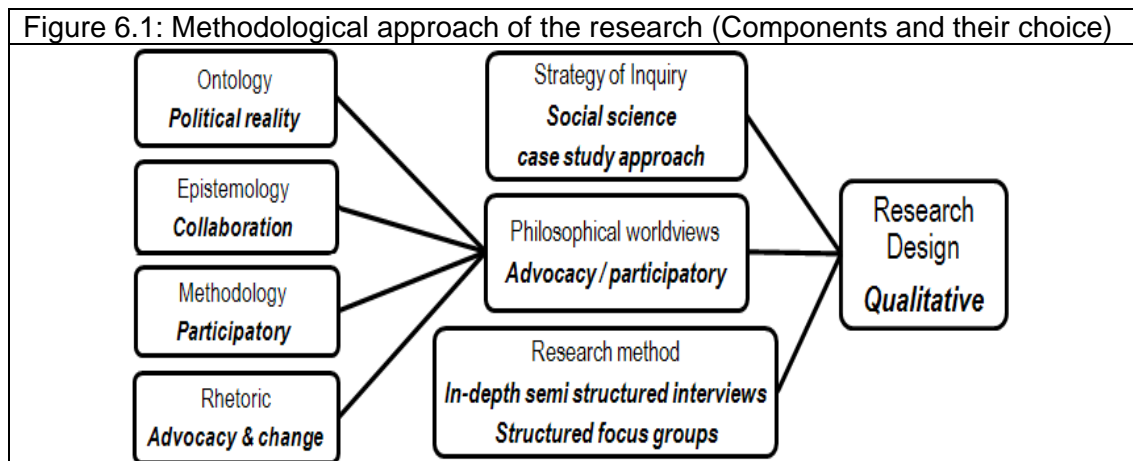 Figure 6.1: Methodological approach of the research (Components and their choice)
Ontology
Political reality
Epistemology
Collaboration
Methodology
Participatory
Rhetoric
Advocacy & change
Strategy of Inquiry
Social science
case study approach
Philosophical worldviews
Advocacy / participatory
Research method
In-depth semi structured interviews
Structured focus groups
Research
Design
Qualitative